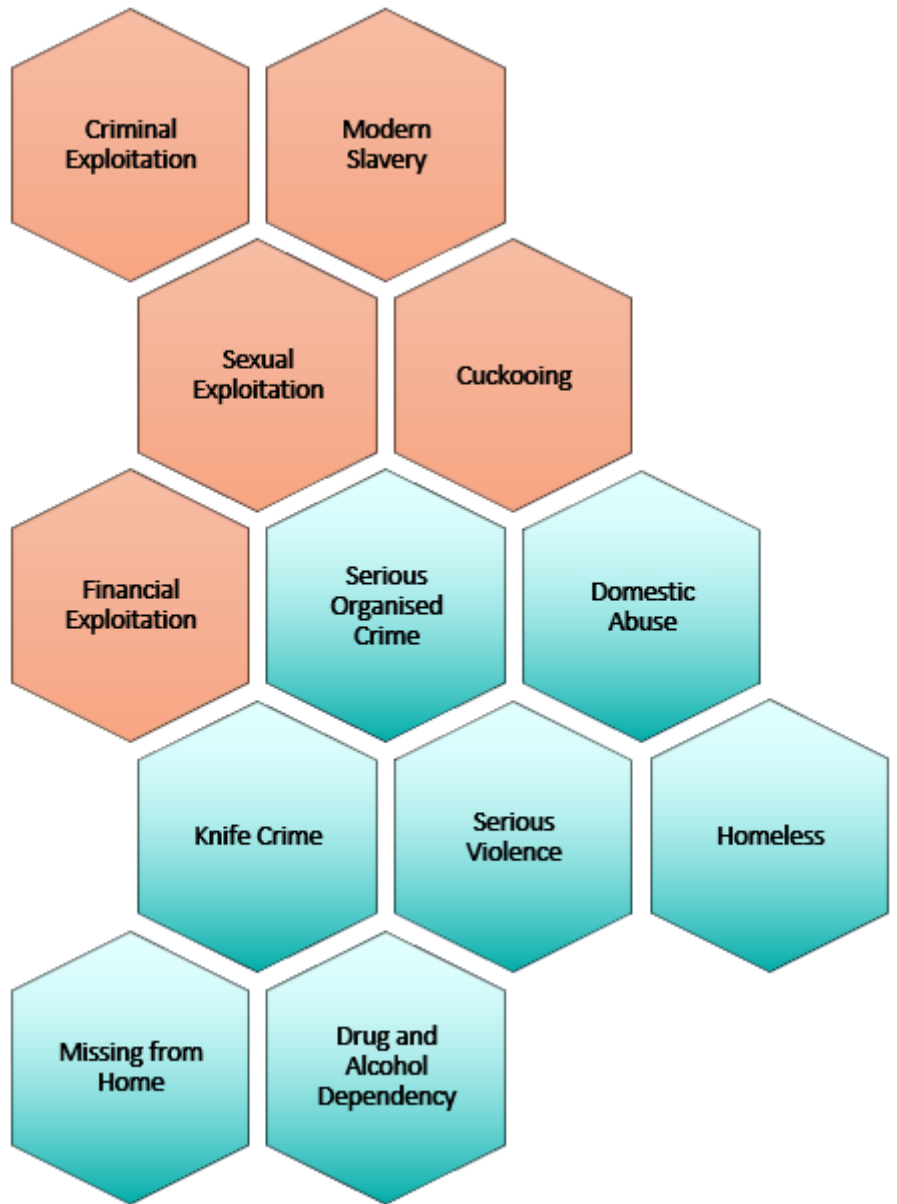 Criminal
Exploitation
Modern
Slavery
Sexual
Exploitation
Cuckooing
Financial
Exploitation
Serious
Organised
Crime
Domestic
Abuse
Knife Crime
Serious
Violence
Homeless
Missing from
Home
Drug and
Alcohol
Dependency